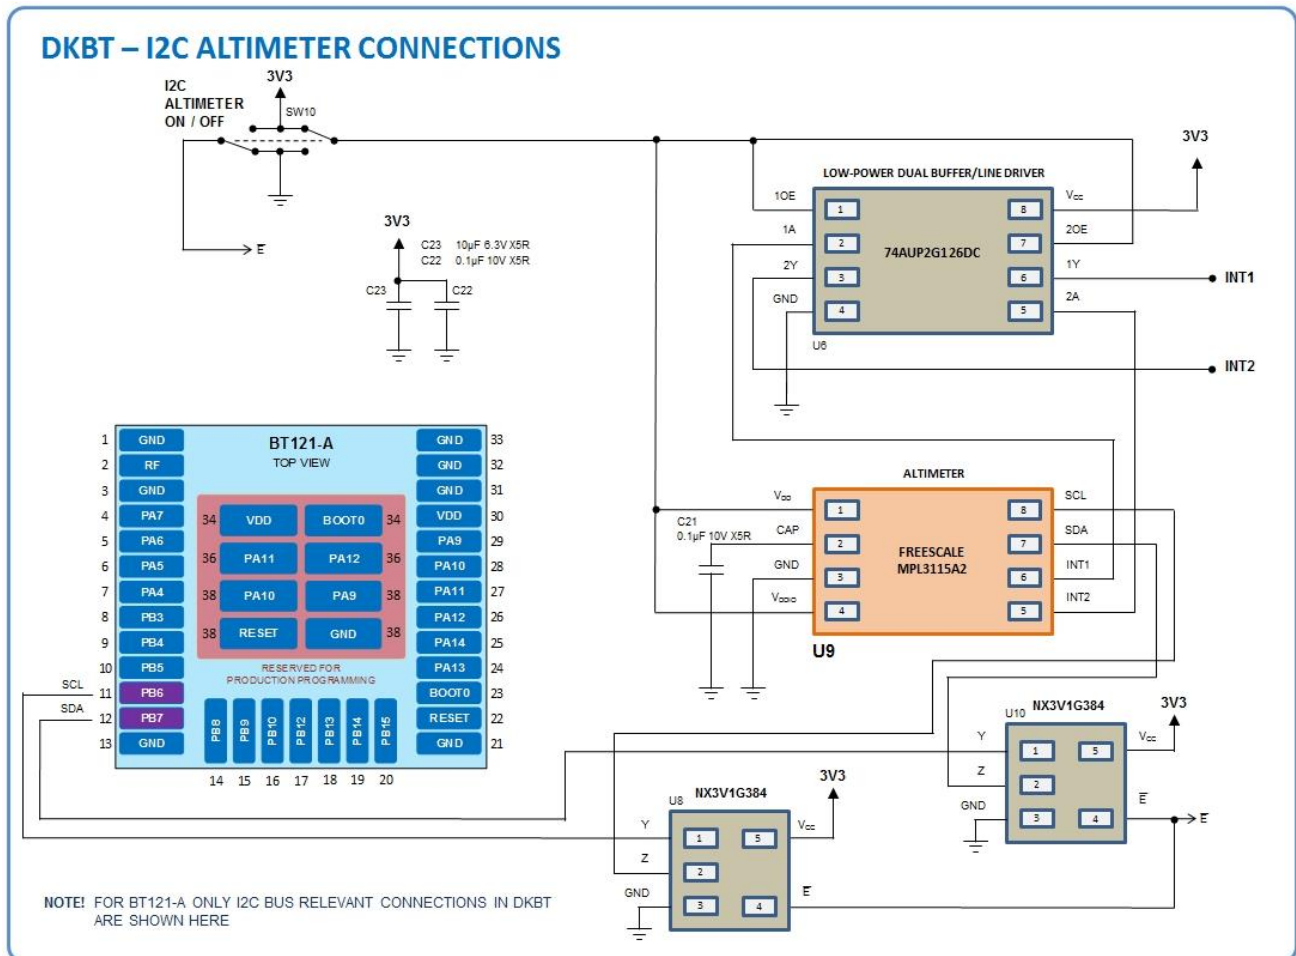 DKBT – I2C ALTIMETER CONNECTIONS
I2C
ALTIMETER
ON / OFF
3V3
SW10
E̅
3V3
C23 10µF 6.3V X5R
C22 0.1µF 10V X5R
C23
C22
LOW-POWER DUAL BUFFER/LINE DRIVER
3V3
1OE
1
8
VCC
1A
2
74AUP2G126DC
7
2OE
2Y
3
6
1Y
INT1
GND
4
5
2A
U6
INT2
BT121-A
TOP VIEW
1 GND
2 RF
3 GND
4 PA7
5 PA6
6 PA5
7 PA4
8 PB3
9 PB4
10 PB5
SCL 11 PB6
SDA 12 PB7
13 GND
34 VDD BOOT0 34
36 PA11 PA12 36
38 PA10 PA9 38
38 RESET GND 38
RESERVED FOR
PRODUCTION PROGRAMMING
GND 33
GND 32
GND 31
VDD 30
PA9 29
PA10 28
PA11 27
PA12 26
PA14 25
PA13 24
BOOT0 23
RESET 22
GND 21
PB8 PB9 PB10 PB12 PB13 PB14 PB15
14 15 16 17 18 19 20
ALTIMETER
VDD
1
8
SCL
C21
0.1µF 10V X5R
CAP
2
FREESCALE
MPL3115A2
7
SDA
GND
3
6
INT1
VDDIO
4
5
INT2
U9
U10
NX3V1G384
3V3
Y
1
5
VCC
Z
2
GND
3
4
E̅
E̅
U8
NX3V1G384
3V3
Y
1
5
VCC
Z
2
GND
3
4
E̅
NOTE! FOR BT121-A ONLY I2C BUS RELEVANT CONNECTIONS IN DKBT
ARE SHOWN HERE